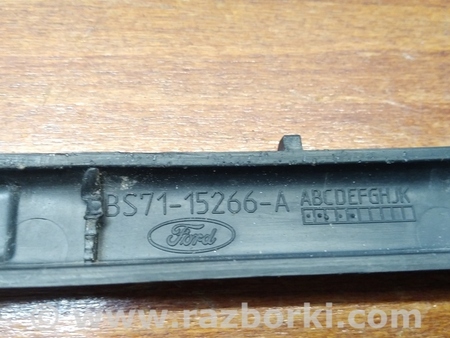 BS71-15266-A ABCDEFGHJK
Ford
www.razborki.com